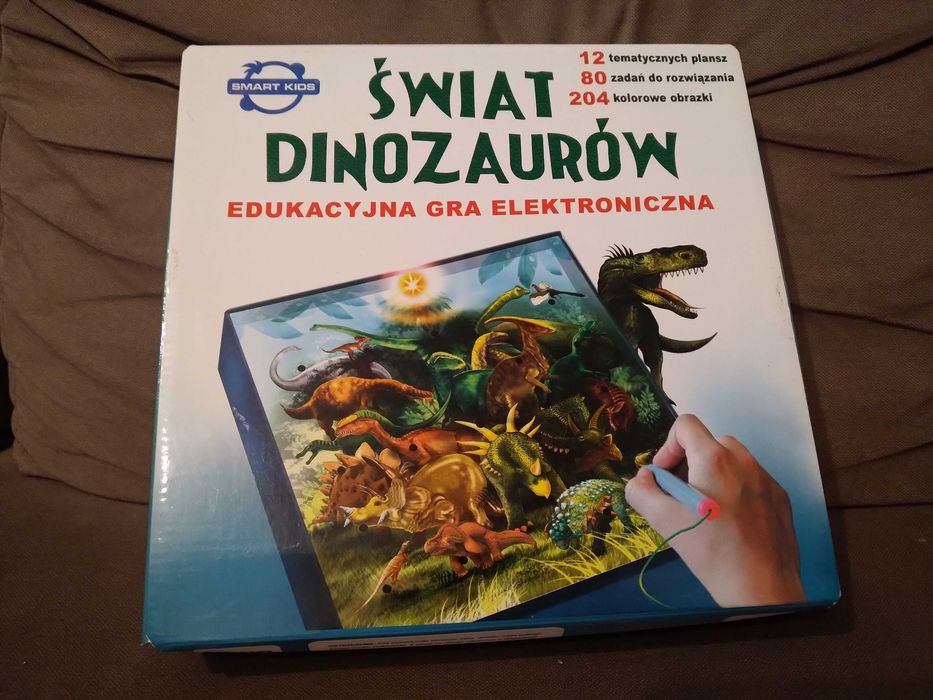 SMART KIDS
ŚWIAT
DINOZAURÓW
12 tematycznych plansz
80 zadań do rozwiązania
204 kolorowe obrazki
EDUKACYJNA GRA ELEKTRONICZNA